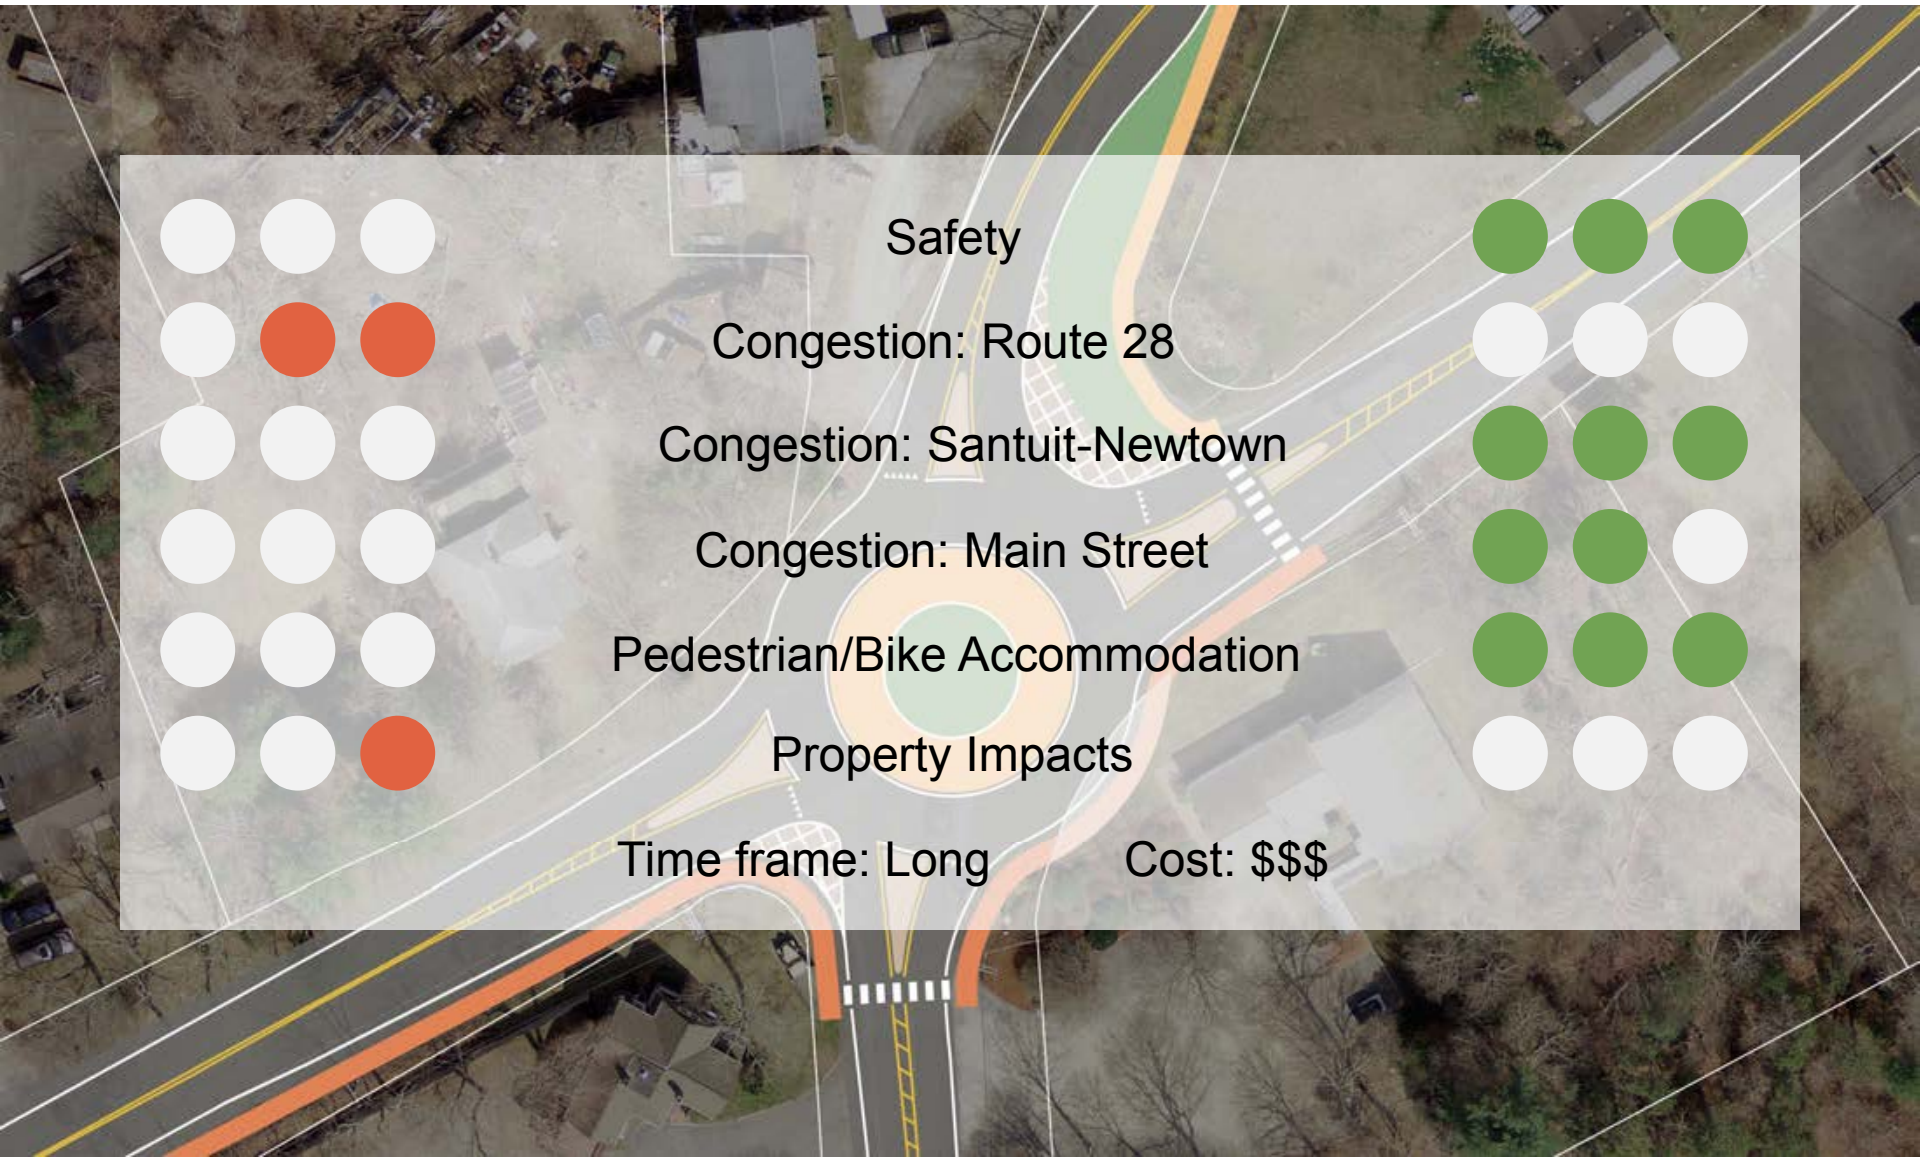 Safety
Congestion: Route 28
Congestion: Santuit-Newtown
Congestion: Main Street
Pedestrian/Bike Accommodation
Property Impacts
Time frame: Long Cost: $$$